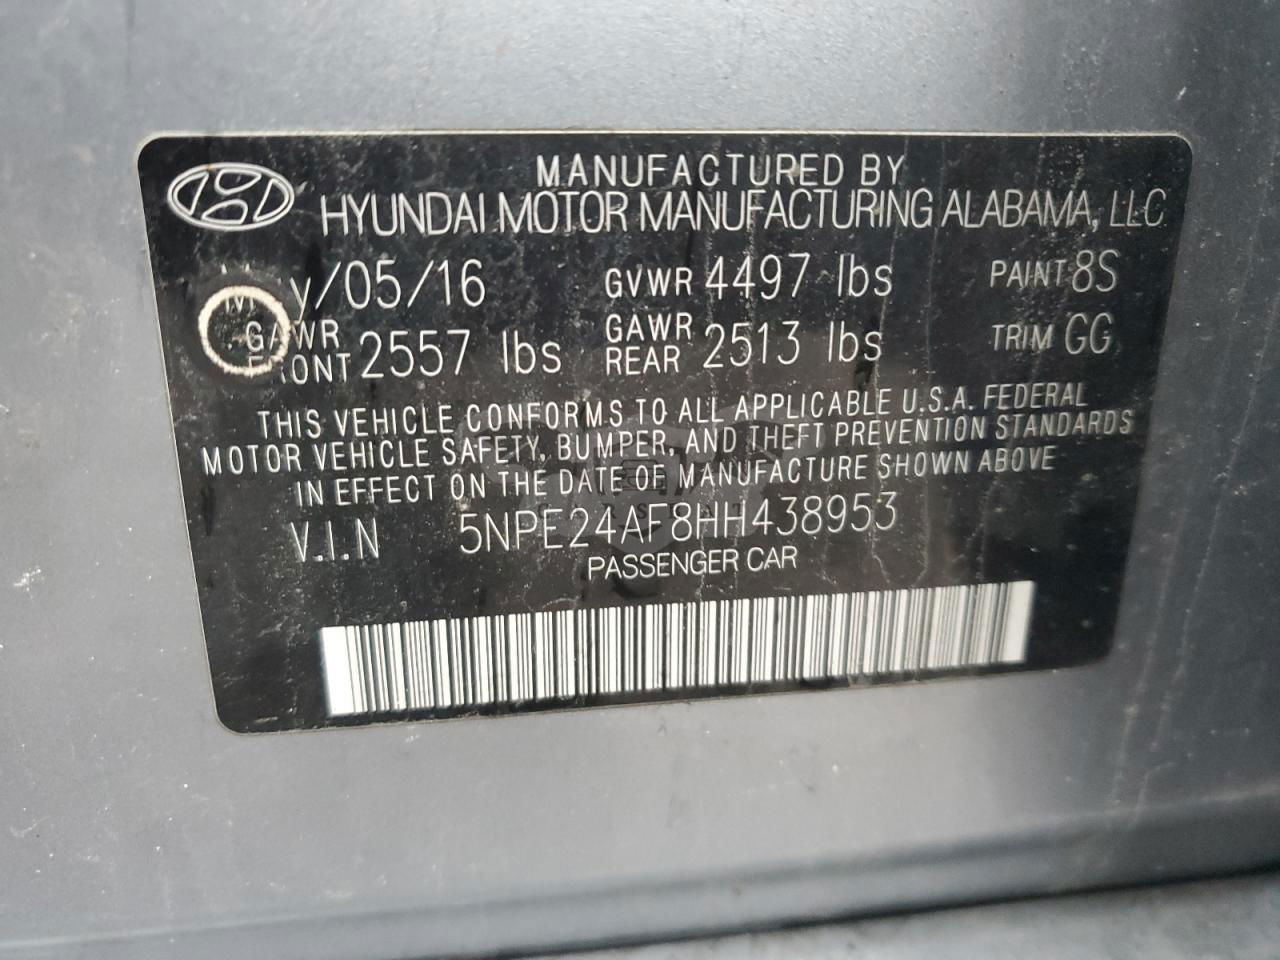 MANUFACTURED BY
HYUNDAI MOTOR MANUFACTURING ALABAMA, LLC
y/05/16 GVWR 4497 lbs PAINT 8S
GAWR FRONT 2557 lbs GAWR REAR 2513 lbs TRIM GG
THIS VEHICLE CONFORMS TO ALL APPLICABLE U.S.A. FEDERAL
MOTOR VEHICLE SAFETY, BUMPER, AND THEFT PREVENTION STANDARDS
IN EFFECT ON THE DATE OF MANUFACTURE SHOWN ABOVE
V.I.N 5NPE24AF8HH438953
PASSENGER CAR